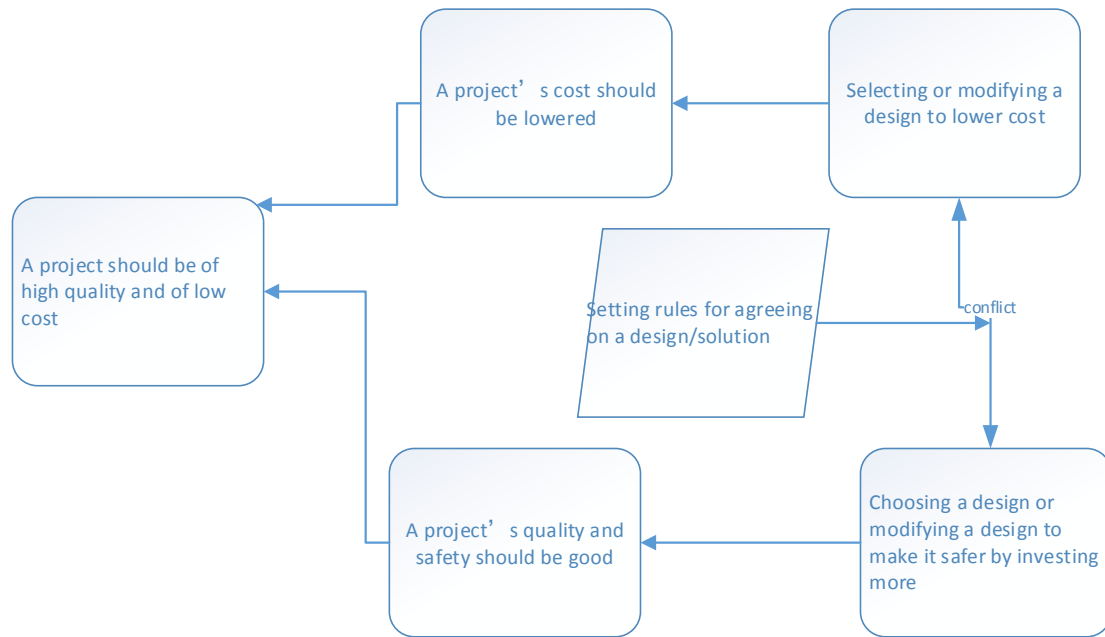 A project’s cost should
be lowered
Selecting or modifying a
design to lower cost
A project should be of
high quality and of low
cost
Setting rules for agreeing
on a design/solution
conflict
A project’s quality and
safety should be good
Choosing a design or
modifying a design to
make it safer by investing
more